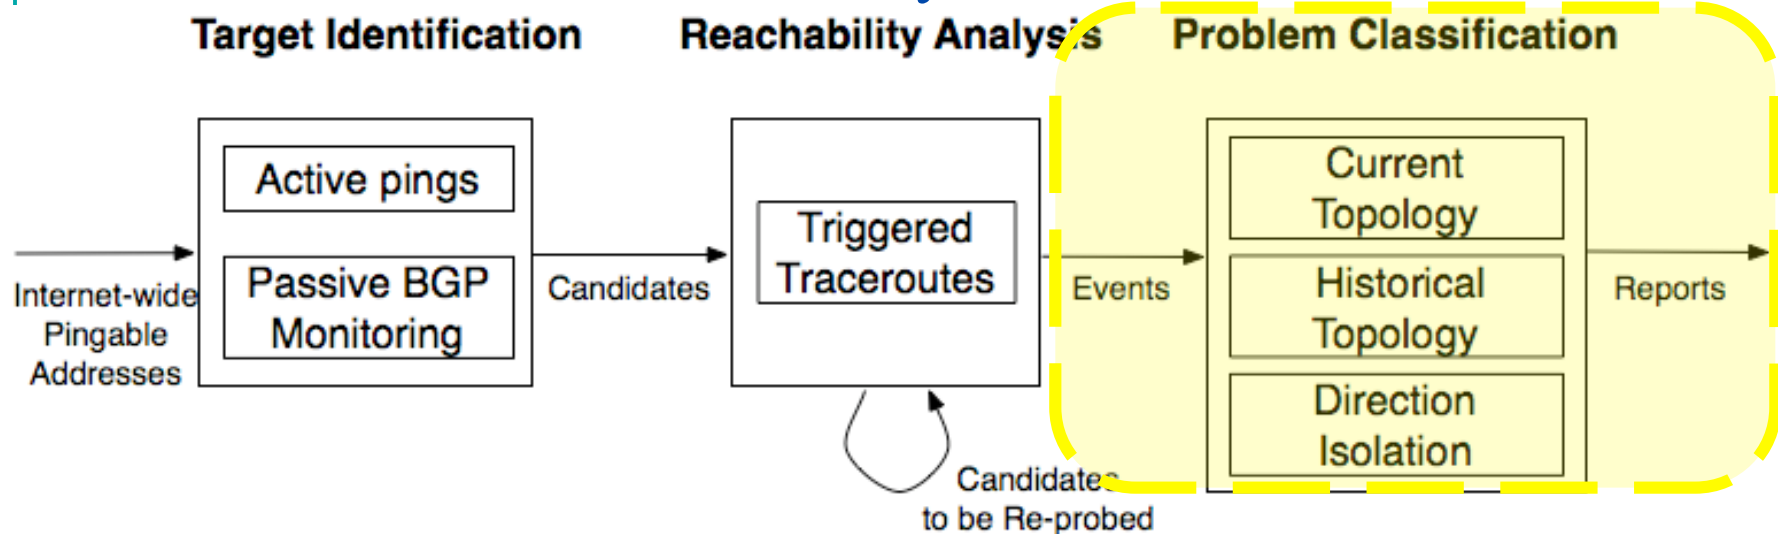 Target Identification
Reachability Analysis
Problem Classification
Internet-wide
Pingable
Addresses
Active pings
Passive BGP
Monitoring
Candidates
Triggered
Traceroutes
Candidates
to be Re-probed
Events
Current
Topology
Historical
Topology
Direction
Isolation
Reports